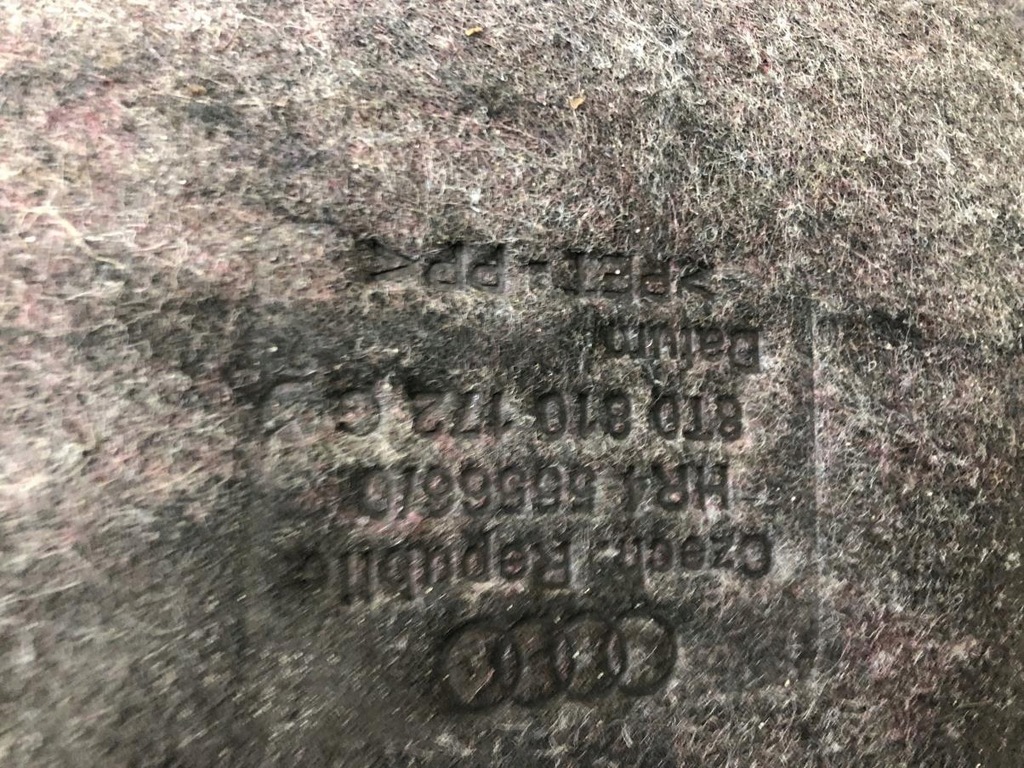 Czech-Republic
8T0 810 172 C
Datum
>PET + PP<